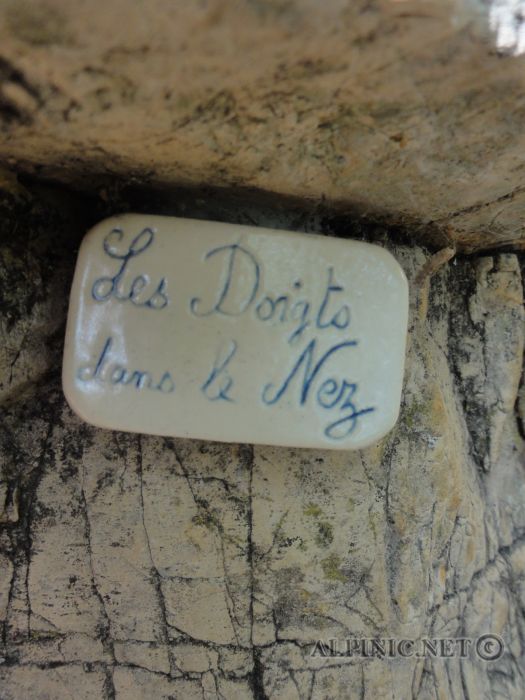 Les Doigts
dans le Nez
ALPINIC.NET ©